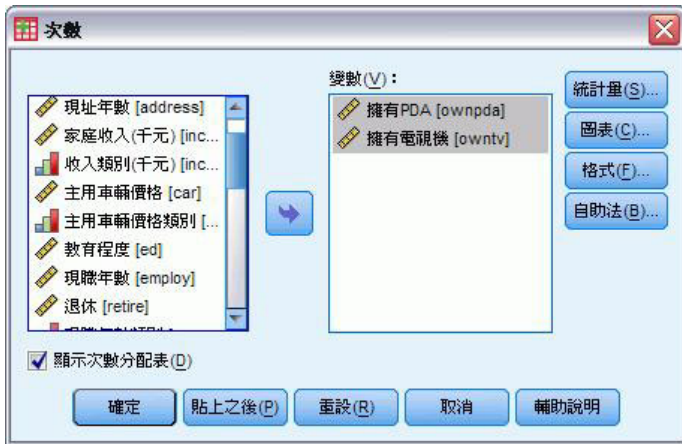 次數
現址年數 [address]
家庭收入(千元) [inc...
收入類別(千元) [inc...
主用車輛價格 [car]
主用車輛價格類別 [...
教育程度 [ed]
現職年數 [employ]
退休 [retire]
變數(V)：
擁有PDA [ownpda]
擁有電視機 [owntv]
統計量(S)...
圖表(C)...
格式(F)...
自助法(B)...
顯示次數分配表(D)
確定
貼上之後(P)
重設(R)
取消
輔助說明